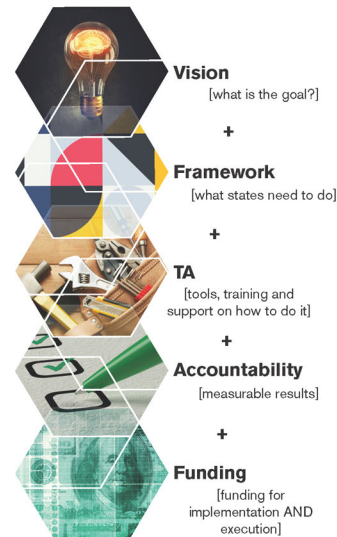 Vision
[what is the goal?]
+
Framework
[what states need to do]
+
TA
[tools, training and
support on how to do it]
+
Accountability
[measurable results]
+
Funding
[funding for
implementation AND
execution]